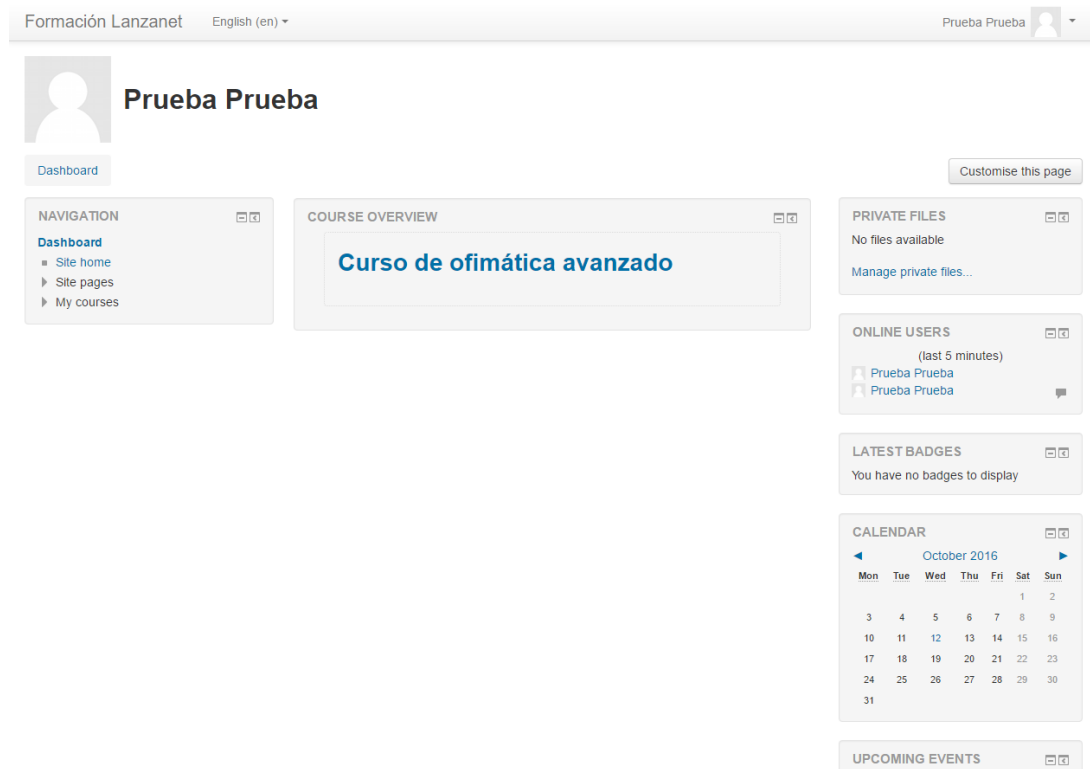 Formación Lanzanet English (en) Prueba Prueba
Prueba Prueba
Dashboard
Customise this page
NAVIGATION
Dashboard
Site home
Site pages
My courses
COURSE OVERVIEW
Curso de ofimática avanzado
PRIVATE FILES
No files available
Manage private files...
ONLINE USERS
(last 5 minutes)
Prueba Prueba
Prueba Prueba
LATEST BADGES
You have no badges to display
CALENDAR
October 2016
Mon Tue Wed Thu Fri Sat Sun
1 2
3 4 5 6 7 8 9
10 11 12 13 14 15 16
17 18 19 20 21 22 23
24 25 26 27 28 29 30
31
UPCOMING EVENTS